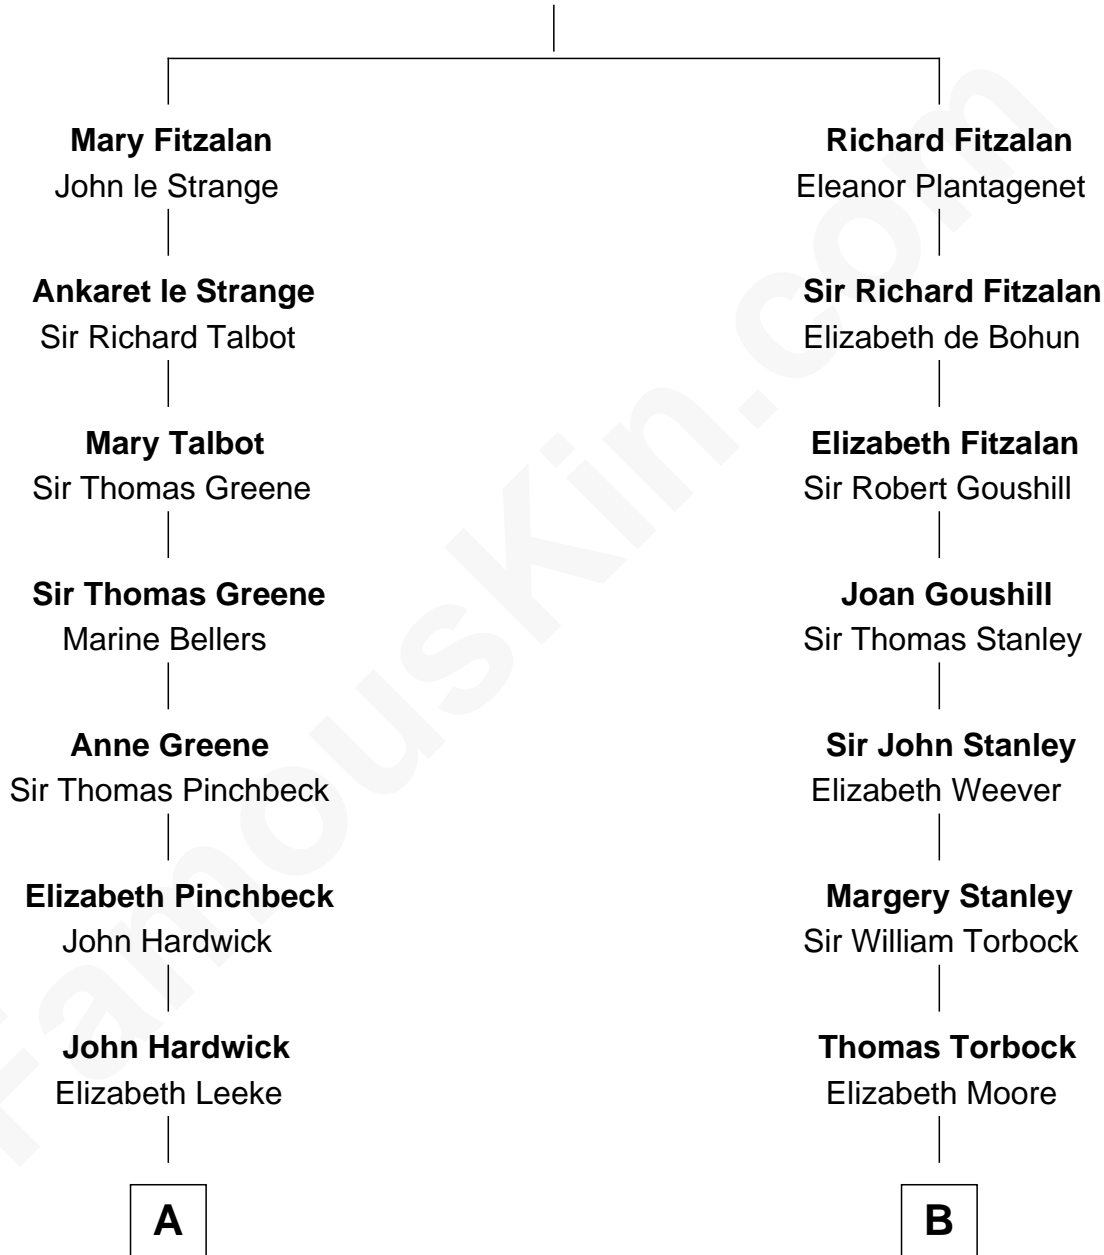 Mary Fitzalan
John le Strange
Ankaret le Strange
Sir Richard Talbot
Mary Talbot
Sir Thomas Greene
Sir Thomas Greene
Marine Bellers
Anne Greene
Sir Thomas Pinchbeck
Elizabeth Pinchbeck
John Hardwick
John Hardwick
Elizabeth Leeke
A
Richard Fitzalan
Eleanor Plantagenet
Sir Richard Fitzalan
Elizabeth de Bohun
Elizabeth Fitzalan
Sir Robert Goushill
Joan Goushill
Sir Thomas Stanley
Sir John Stanley
Elizabeth Weever
Margery Stanley
Sir William Torbock
Thomas Torbock
Elizabeth Moore
B
FamousKin.com